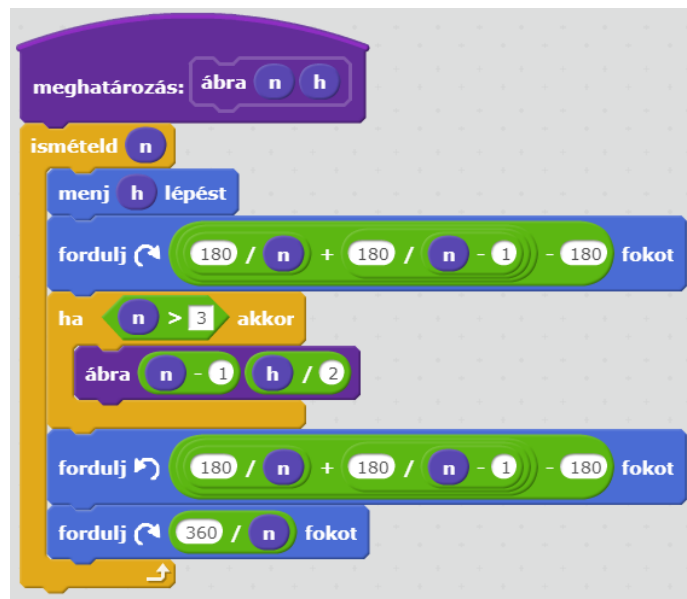 meghatározás: ábra n h
ismételd n
menj h lépést
fordulj 180 / n + 180 / n - 1 - 180 fokot
ha n > 3 akkor
ábra n - 1 h / 2
fordulj 180 / n + 180 / n - 1 - 180 fokot
fordulj 360 / n fokot